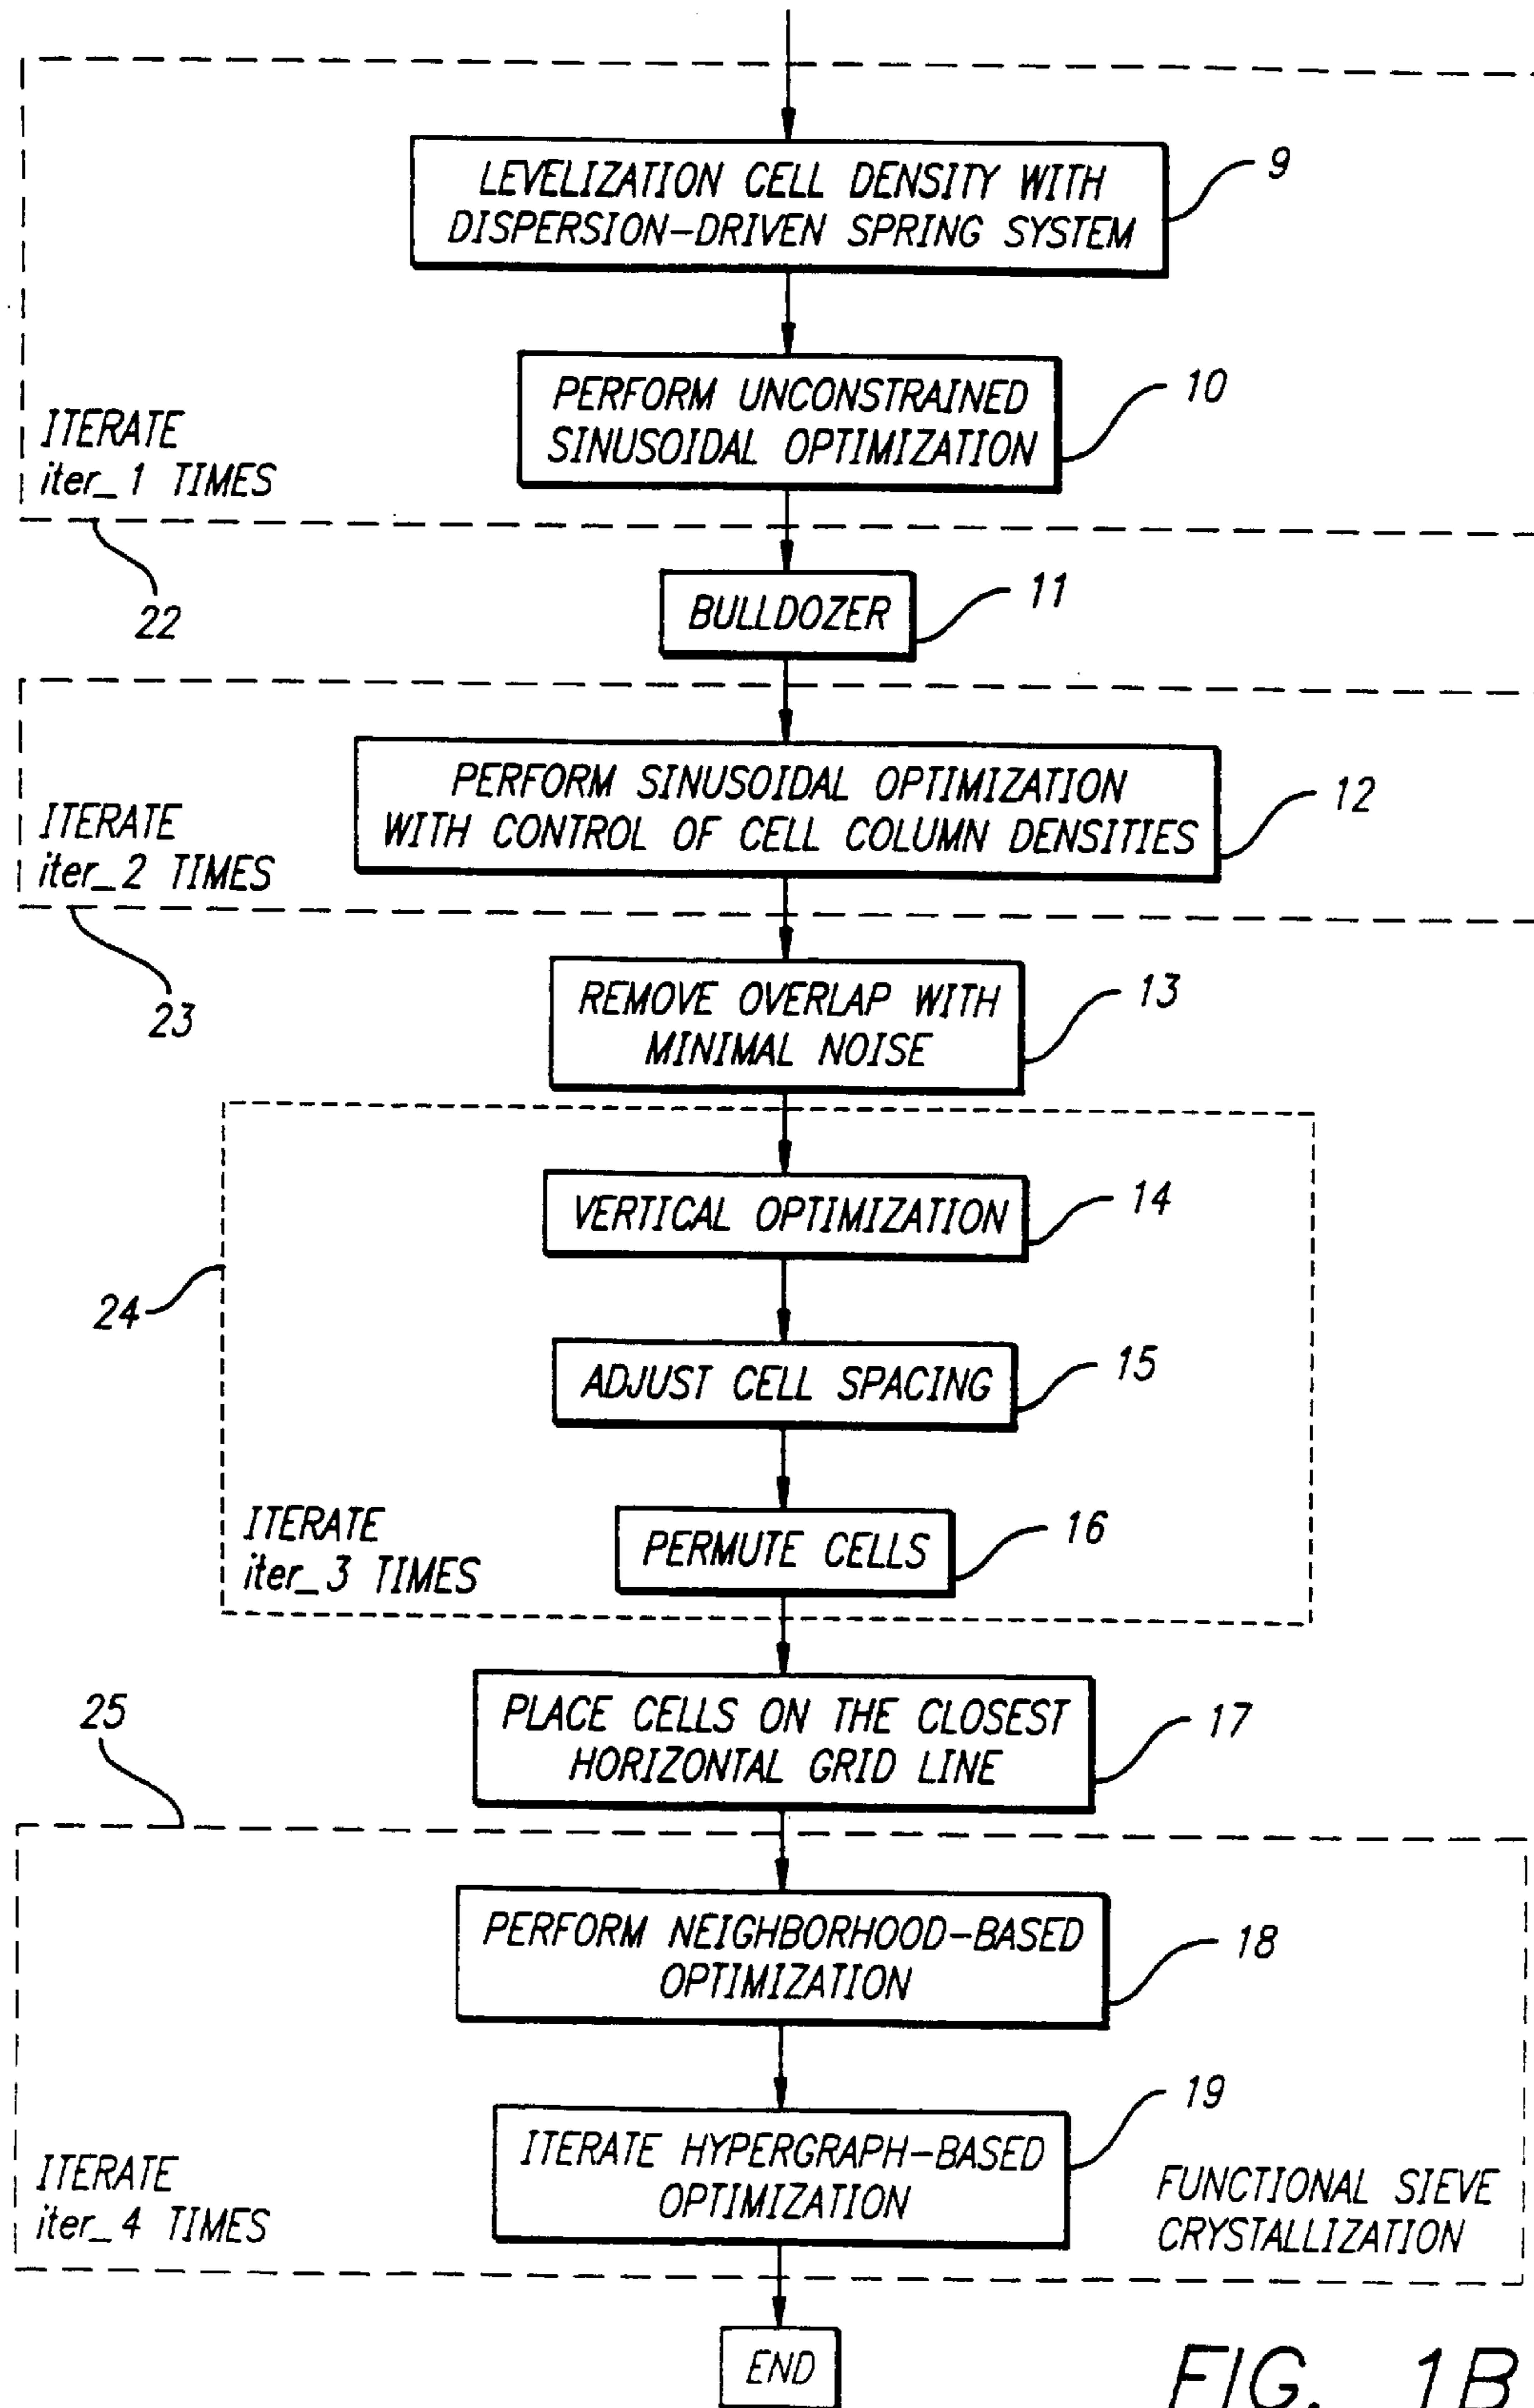 LEVELIZATION CELL DENSITY WITH
DISPERSION-DRIVEN SPRING SYSTEM
9
PERFORM UNCONSTRAINED
SINUSOIDAL OPTIMIZATION
10
ITERATE
iter_1 TIMES
22
BULLDOZER
11
PERFORM SINUSOIDAL OPTIMIZATION
WITH CONTROL OF CELL COLUMN DENSITIES
12
ITERATE
iter_2 TIMES
23
REMOVE OVERLAP WITH
MINIMAL NOISE
13
VERTICAL OPTIMIZATION
14
24
ADJUST CELL SPACING
15
PERMUTE CELLS
16
ITERATE
iter_3 TIMES
PLACE CELLS ON THE CLOSEST
HORIZONTAL GRID LINE
17
25
PERFORM NEIGHBORHOOD-BASED
OPTIMIZATION
18
ITERATE HYPERGRAPH-BASED
OPTIMIZATION
19
ITERATE
iter_4 TIMES
FUNCTIONAL SIEVE
CRYSTALLIZATION
END
FIG. 1B